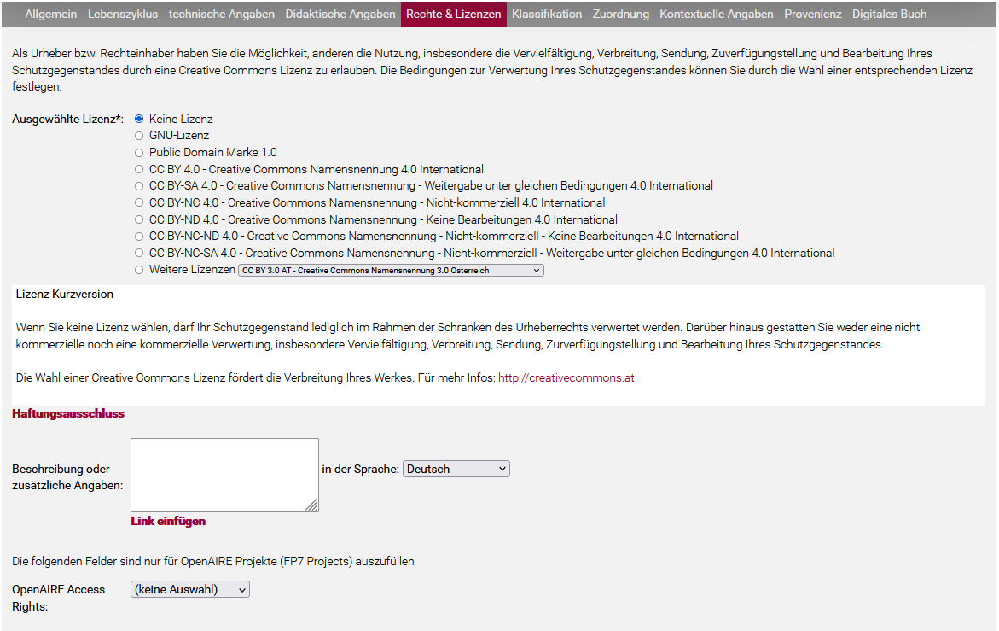 Allgemein Lebenszyklus technische Angaben Didaktische Angaben Rechte & Lizenzen Klassifikation Zuordnung Kontextuelle Angaben Provenienz Digitales Buch
Als Urheber bzw. Rechteinhaber haben Sie die Möglichkeit, anderen die Nutzung, insbesondere die Vervielfältigung, Verbreitung, Sendung, Zuverfügungstellung und Bearbeitung Ihres
Schutzgegenstandes durch eine Creative Commons Lizenz zu erlauben. Die Bedingungen zur Verwertung Ihres Schutzgegenstandes können Sie durch die Wahl einer entsprechenden Lizenz
festlegen.
Ausgewählte Lizenz*: Keine Lizenz
GNU-Lizenz
Public Domain Marke 1.0
CC BY 4.0 - Creative Commons Namensnennung 4.0 International
CC BY-SA 4.0 - Creative Commons Namensnennung - Weitergabe unter gleichen Bedingungen 4.0 International
CC BY-NC 4.0 - Creative Commons Namensnennung - Nicht-kommerziell 4.0 International
CC BY-ND 4.0 - Creative Commons Namensnennung - Keine Bearbeitungen 4.0 International
CC BY-NC-ND 4.0 - Creative Commons Namensnennung - Nicht-kommerziell - Keine Bearbeitungen 4.0 International
CC BY-NC-SA 4.0 - Creative Commons Namensnennung - Nicht-kommerziell - Weitergabe unter gleichen Bedingungen 4.0 International
Weitere Lizenzen CC BY 3.0 AT - Creative Commons Namensnennung 3.0 Österreich
Lizenz Kurzversion
Wenn Sie keine Lizenz wählen, darf Ihr Schutzgegenstand lediglich im Rahmen der Schranken des Urheberrechts verwertet werden. Darüber hinaus gestatten Sie weder eine nicht
kommerzielle noch eine kommerzielle Verwertung, insbesondere Vervielfältigung, Verbreitung, Sendung, Zurverfügungstellung und Bearbeitung Ihres Schutzgegenstandes.
Die Wahl einer Creative Commons Lizenz fördert die Verbreitung Ihres Werkes. Für mehr Infos: http://creativecommons.at
Haftungsausschluss
Beschreibung oder
zusätzliche Angaben: in der Sprache: Deutsch
Link einfügen
Die folgenden Felder sind nur für OpenAIRE Projekte (FP7 Projects) auszufüllen
OpenAIRE Access
Rights: (keine Auswahl)